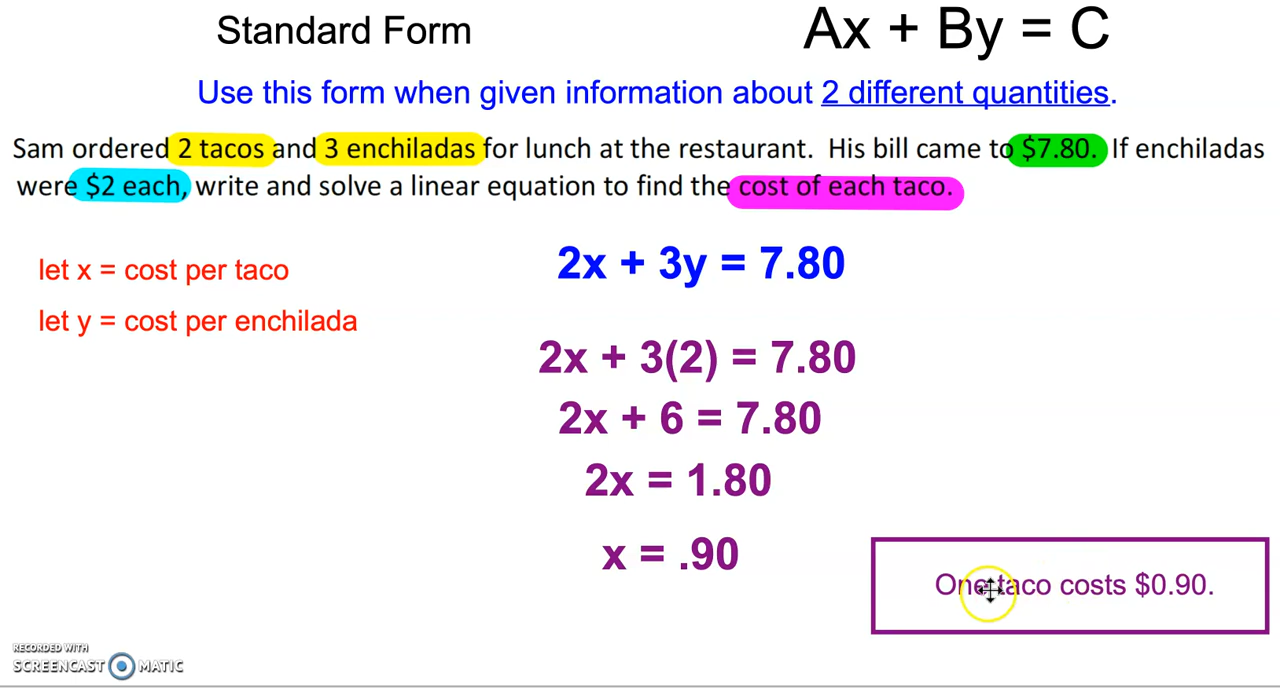 Standard Form
Ax + By = C
Use this form when given information about 2 different quantities.
Sam ordered 2 tacos and 3 enchiladas for lunch at the restaurant. His bill came to $7.80. If enchiladas
were $2 each, write and solve a linear equation to find the cost of each taco.
let x = cost per taco
let y = cost per enchilada
2x + 3y = 7.80
2x + 3(2) = 7.80
2x + 6 = 7.80
2x = 1.80
x = .90
One taco costs $0.90.
RECORDED WITH
SCREENCAST MATIC